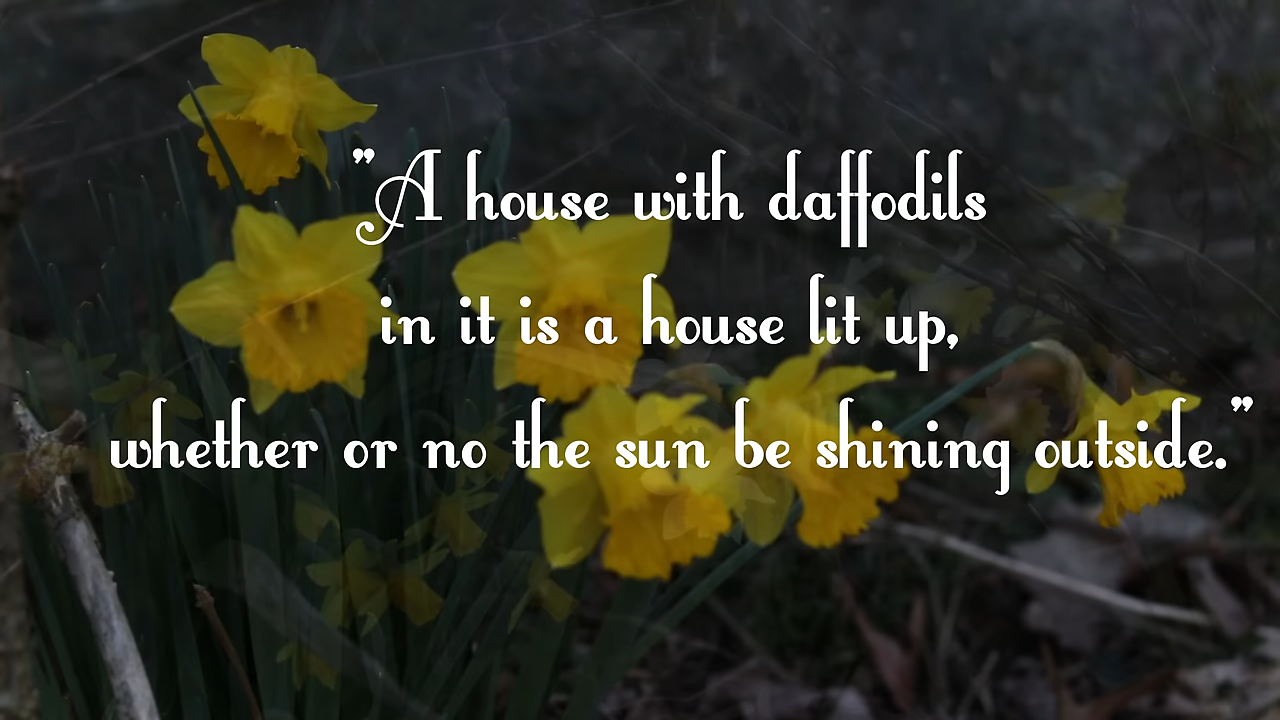 "A house with daffodils
in it is a house lit up,
whether or no the sun be shining outside."